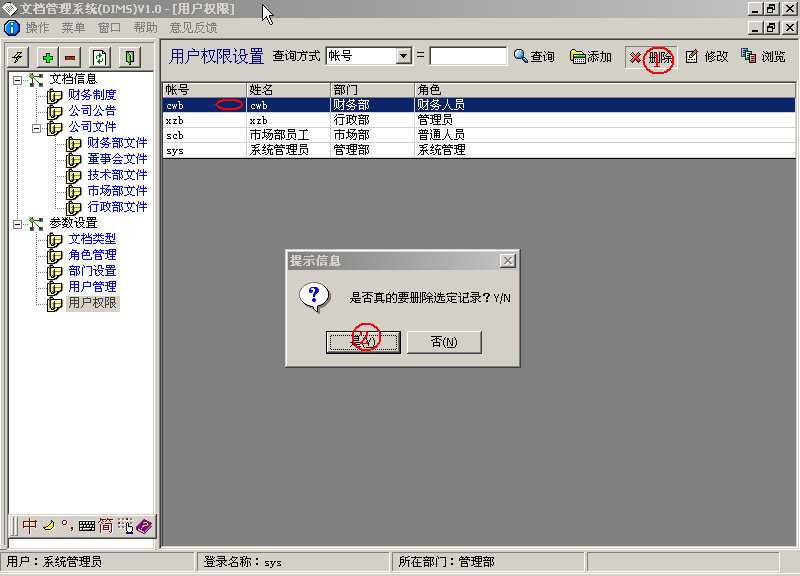 文档管理系统(DIMS)V1.0 - [用户权限]
操作 菜单 窗口 帮助 意见反馈
用户权限设置 查询方式 帐号 = 查询 添加 删除 修改 浏览
文档信息
财务制度
公司公告
公司文件
财务部文件
董事会文件
技术部文件
市场部文件
行政部文件
参数设置
文档类型
角色管理
部门设置
用户管理
用户权限
帐号 姓名 部门 角色
cwb cwb 财务部 财务人员
xzb xzb 行政部 管理员
scb 市场部员工 市场部 普通人员
sys 系统管理员 管理部 系统管理
提示信息
是否真的要删除选定记录？Y/N
是(Y) 否(N)
中 简
用户：系统管理员 登录名称：sys 所在部门：管理部